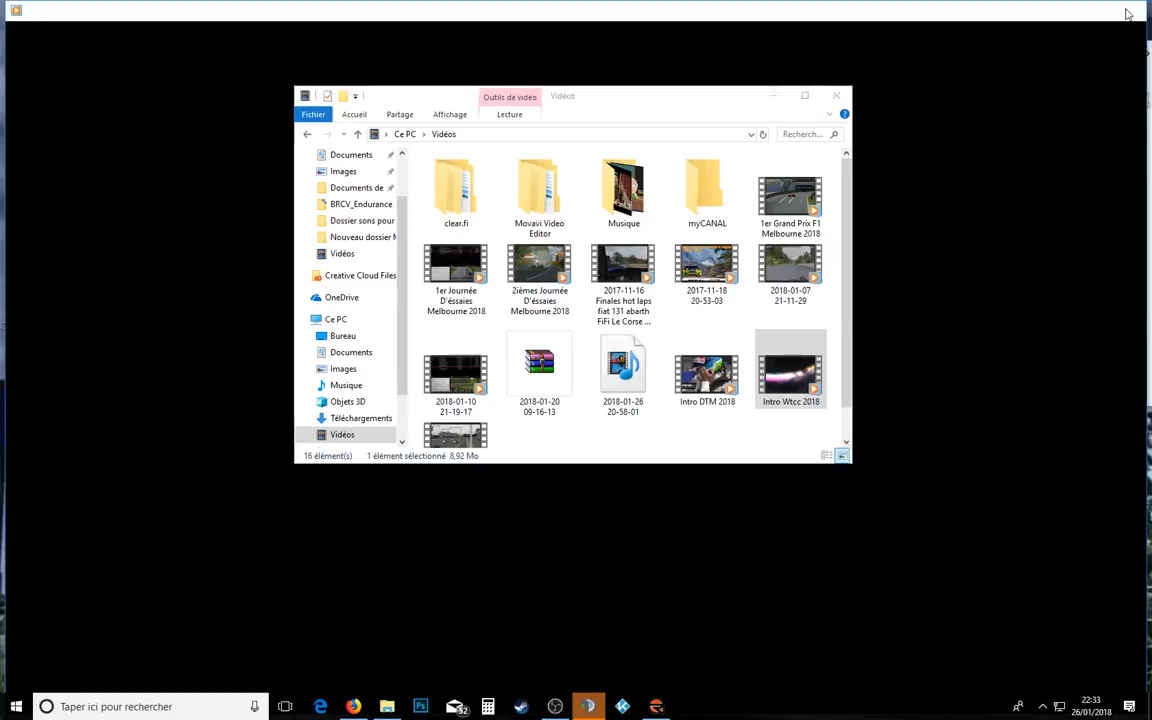 Outils de vidéo
Vidéos
Fichier
Accueil
Partage
Affichage
Lecture
Ce PC
Vidéos
Recherch...
Documents
Images
Documents de
BRCV_Endurance
Dossier sons pour
Nouveau dossier
Vidéos
Creative Cloud Files
OneDrive
Ce PC
Bureau
Documents
Images
Musique
Objets 3D
Téléchargements
Vidéos
clear.fi
Movavi Video
Editor
Musique
myCANAL
1er Grand Prix F1
Melbourne 2018
1er Journée
D'éssaies
Melbourne 2018
2ièmes Journée
D'Éssaies
Melbourne 2018
2017-11-16
Finales hot laps
fiat 131 abarth
FiFi Le Corse ...
2017-11-18
20-53-03
2018-01-07
21-11-29
2018-01-10
21-19-17
2018-01-20
09-16-13
2018-01-26
20-58-01
Intro DTM 2018
Intro Wtcc 2018
16 élément(s)
1 élément sélectionné 8,92 Mo
Taper ici pour rechercher
Ps
22:33
26/01/2018